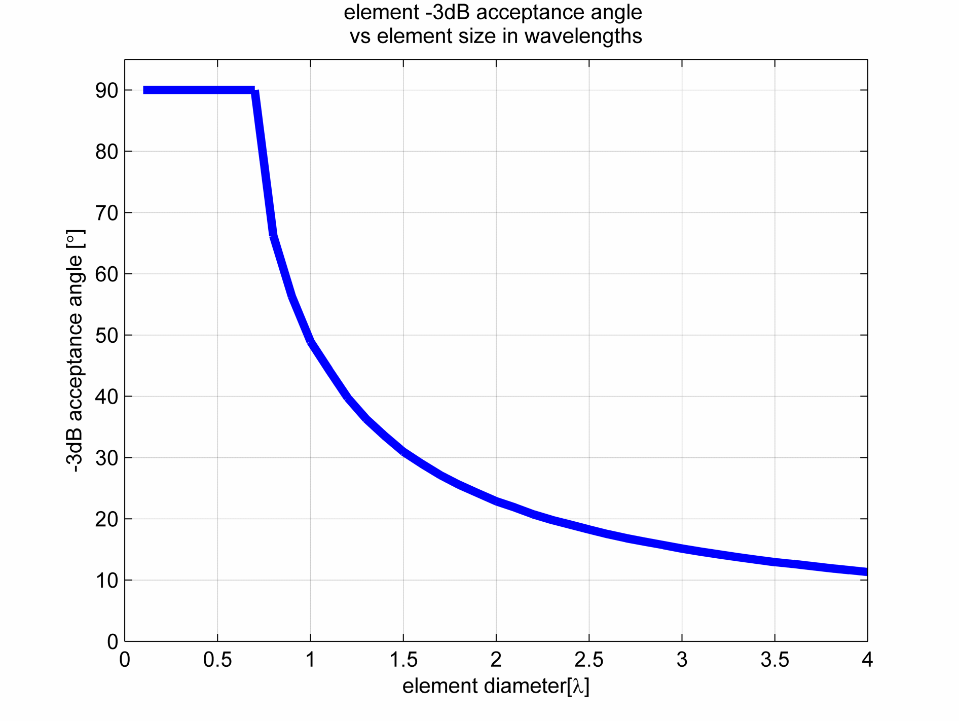 element -3dB acceptance angle
vs element size in wavelengths
-3dB acceptance angle [°]
90
80
70
60
50
40
30
20
10
0
0 0.5 1 1.5 2 2.5 3 3.5 4
element diameter[λ]